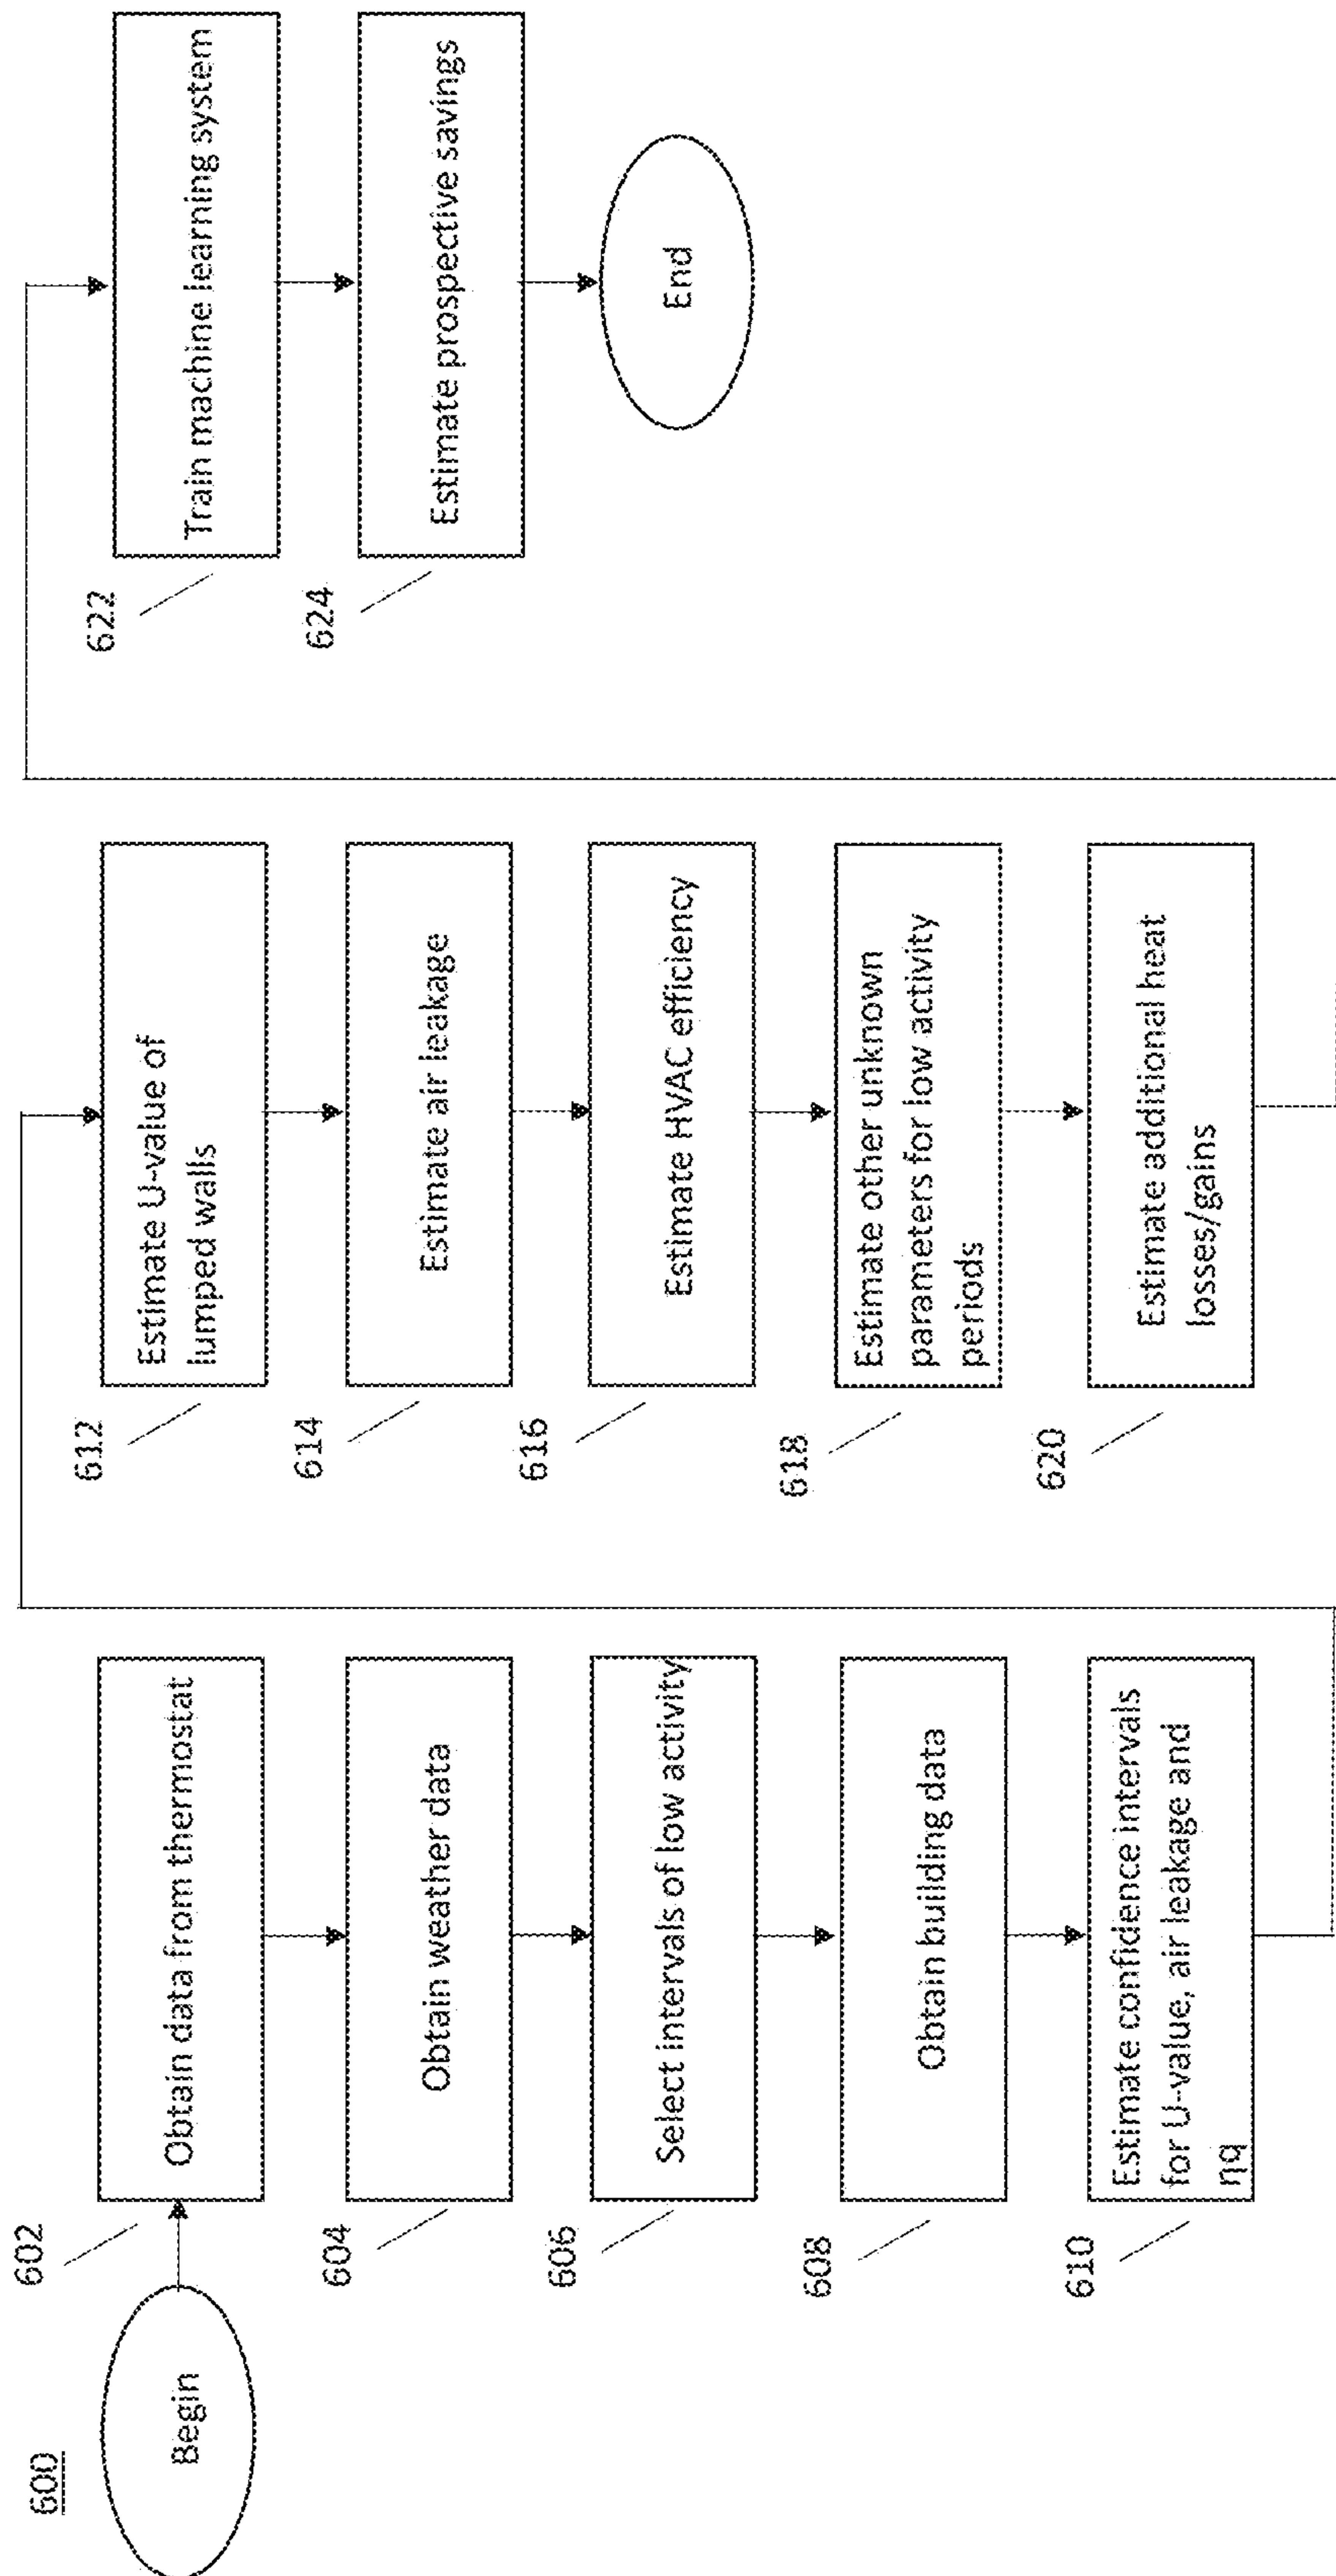 600
Begin
602
Obtain data from thermostat
604
Obtain weather data
606
Select intervals of low activity
608
Obtain building data
610
Estimate confidence intervals
for U-value, air leakage and
ηq
612
Estimate U-value of
lumped walls
614
Estimate air leakage
616
Estimate HVAC efficiency
618
Estimate other unknown
parameters for low activity
periods
620
Estimate additional heat
losses/gains
622
Train machine learning system
624
Estimate prospective savings
End